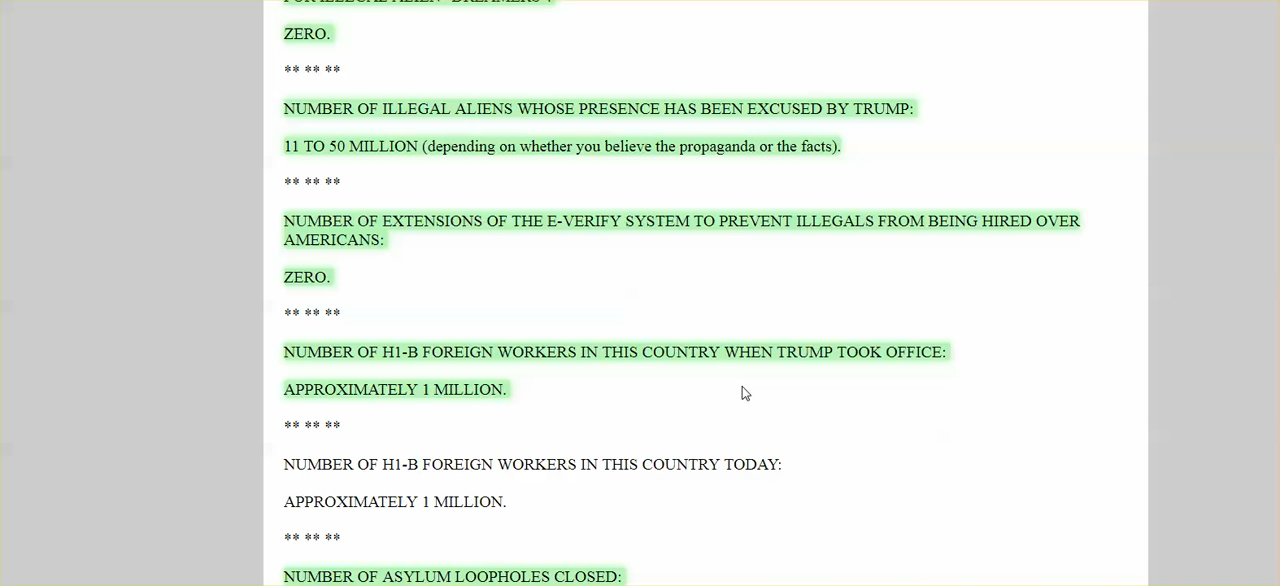 ZERO.
** ** **
NUMBER OF ILLEGAL ALIENS WHOSE PRESENCE HAS BEEN EXCUSED BY TRUMP:
11 TO 50 MILLION (depending on whether you believe the propaganda or the facts).
** ** **
NUMBER OF EXTENSIONS OF THE E-VERIFY SYSTEM TO PREVENT ILLEGALS FROM BEING HIRED OVER
AMERICANS:
ZERO.
** ** **
NUMBER OF H1-B FOREIGN WORKERS IN THIS COUNTRY WHEN TRUMP TOOK OFFICE:
APPROXIMATELY 1 MILLION.
** ** **
NUMBER OF H1-B FOREIGN WORKERS IN THIS COUNTRY TODAY:
APPROXIMATELY 1 MILLION.
** ** **
NUMBER OF ASYLUM LOOPHOLES CLOSED: